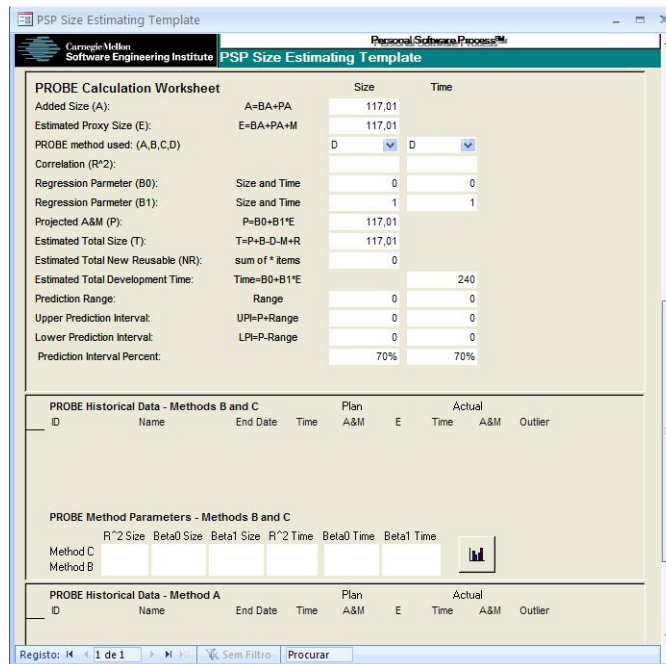 PSP Size Estimating Template
Carnegie Mellon
Software Engineering Institute
Personal Software Process℠
PSP Size Estimating Template
PROBE Calculation Worksheet Size Time
Added Size (A): A=BA+PA 117,01
Estimated Proxy Size (E): E=BA+PA+M 117,01
PROBE method used: (A,B,C,D) D D
Correlation (R^2):
Regression Parmeter (B0): Size and Time 0 0
Regression Parmeter (B1): Size and Time 1 1
Projected A&M (P): P=B0+B1*E 117,01
Estimated Total Size (T): T=P+B-D-M+R 117,01
Estimated Total New Reusable (NR): sum of * items 0
Estimated Total Development Time: Time=B0+B1*E 240
Prediction Range: Range 0 0
Upper Prediction Interval: UPI=P+Range 0 0
Lower Prediction Interval: LPI=P-Range 0 0
Prediction Interval Percent: 70% 70%
PROBE Historical Data - Methods B and C Plan Actual
ID Name End Date Time A&M E Time A&M Outlier
PROBE Method Parameters - Methods B and C
R^2 Size Beta0 Size Beta1 Size R^2 Time Beta0 Time Beta1 Time
Method C
Method B
PROBE Historical Data - Method A Plan Actual
ID Name End Date Time A&M E Time A&M Outlier
Registo: 1 de 1 Sem Filtro Procurar